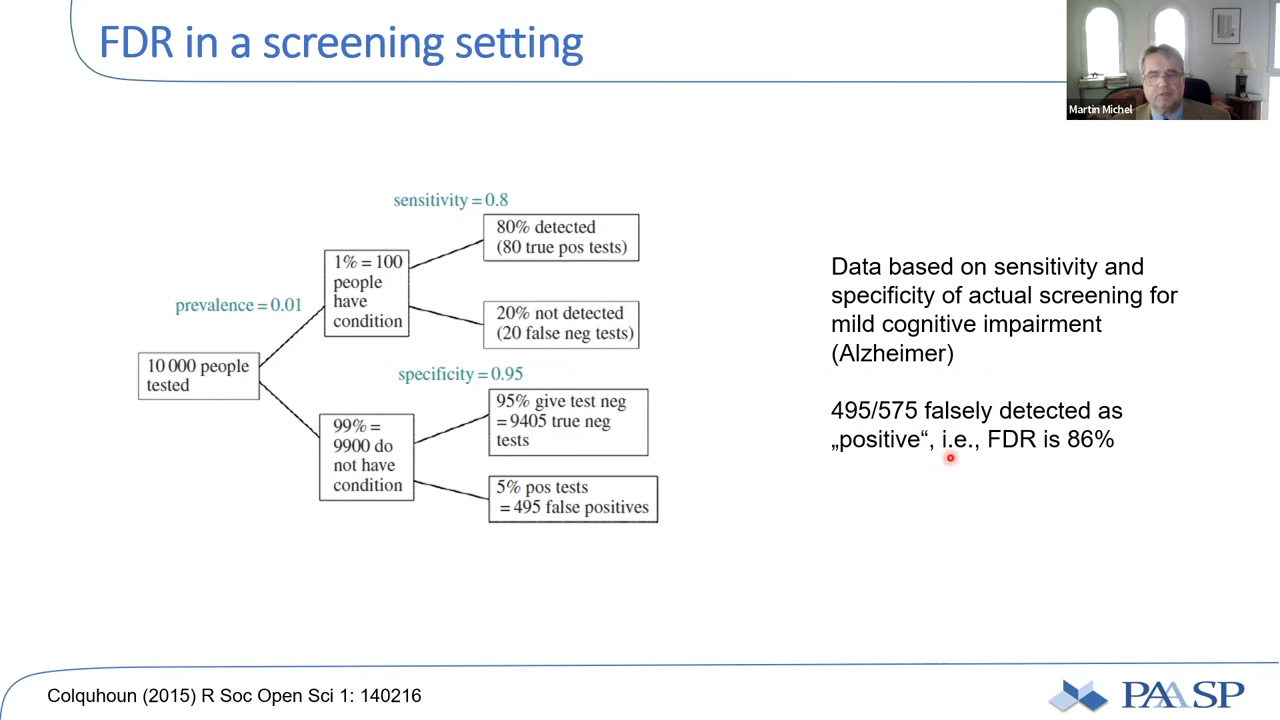 FDR in a screening setting
Martin Michel
sensitivity = 0.8
80% detected
(80 true pos tests)
1% = 100
people
have
condition
prevalence = 0.01
20% not detected
(20 false neg tests)
10 000 people
tested
specificity = 0.95
95% give test neg
= 9405 true neg
tests
99% =
9900 do
not have
condition
5% pos tests
= 495 false positives
Data based on sensitivity and
specificity of actual screening for
mild cognitive impairment
(Alzheimer)
495/575 falsely detected as
„positive“, i.e., FDR is 86%
Colquhoun (2015) R Soc Open Sci 1: 140216
PAASP